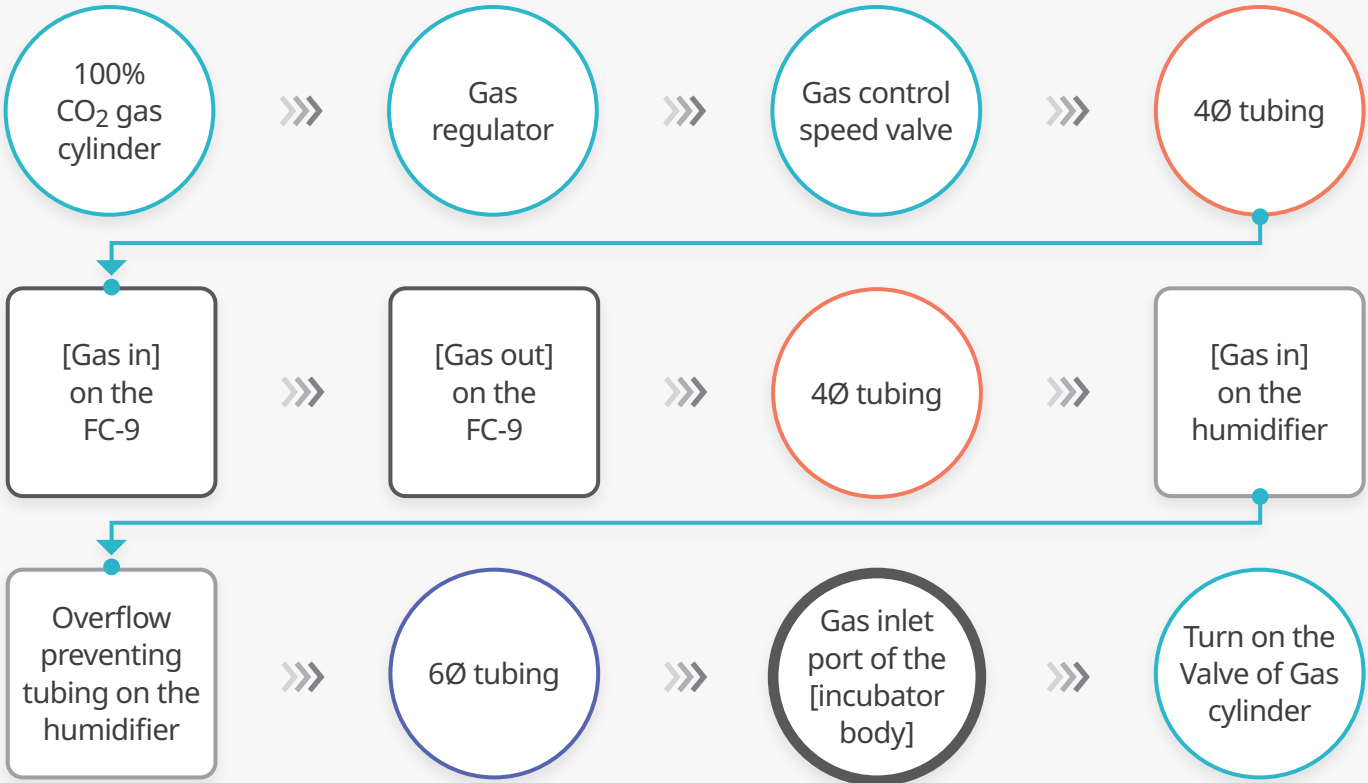 100%
CO₂ gas
cylinder
Gas
regulator
Gas control
speed valve
4Ø tubing
[Gas in]
on the
FC-9
[Gas out]
on the
FC-9
4Ø tubing
[Gas in]
on the
humidifier
Overflow
preventing
tubing on the
humidifier
6Ø tubing
Gas inlet
port of the
[incubator
body]
Turn on the
Valve of Gas
cylinder